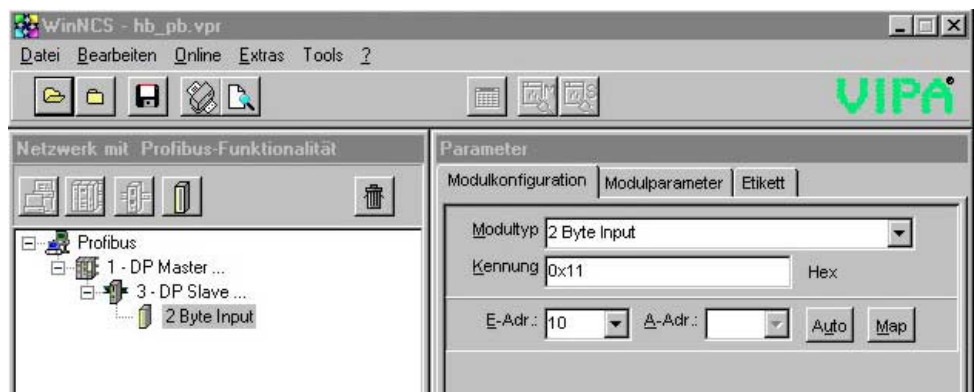 WinNCS - hb_pb.vpr
Datei Bearbeiten Online Extras Tools ?
VIPA
Netzwerk mit Profibus-Funktionalität
Profibus
1 - DP Master ...
3 - DP Slave ...
2 Byte Input
Parameter
Modulkonfiguration Modulparameter Etikett
Modultyp 2 Byte Input
Kennung 0x11 Hex
E-Adr.: 10 A-Adr.: Auto Map